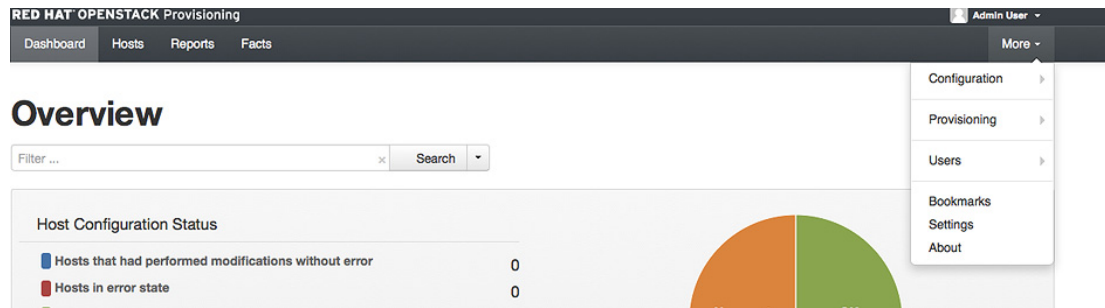 RED HAT OPENSTACK Provisioning
Admin User
Dashboard Hosts Reports Facts
More
Configuration
Provisioning
Users
Bookmarks
Settings
About
Overview
Filter ... × Search
Host Configuration Status
Hosts that had performed modifications without error 0
Hosts in error state 0